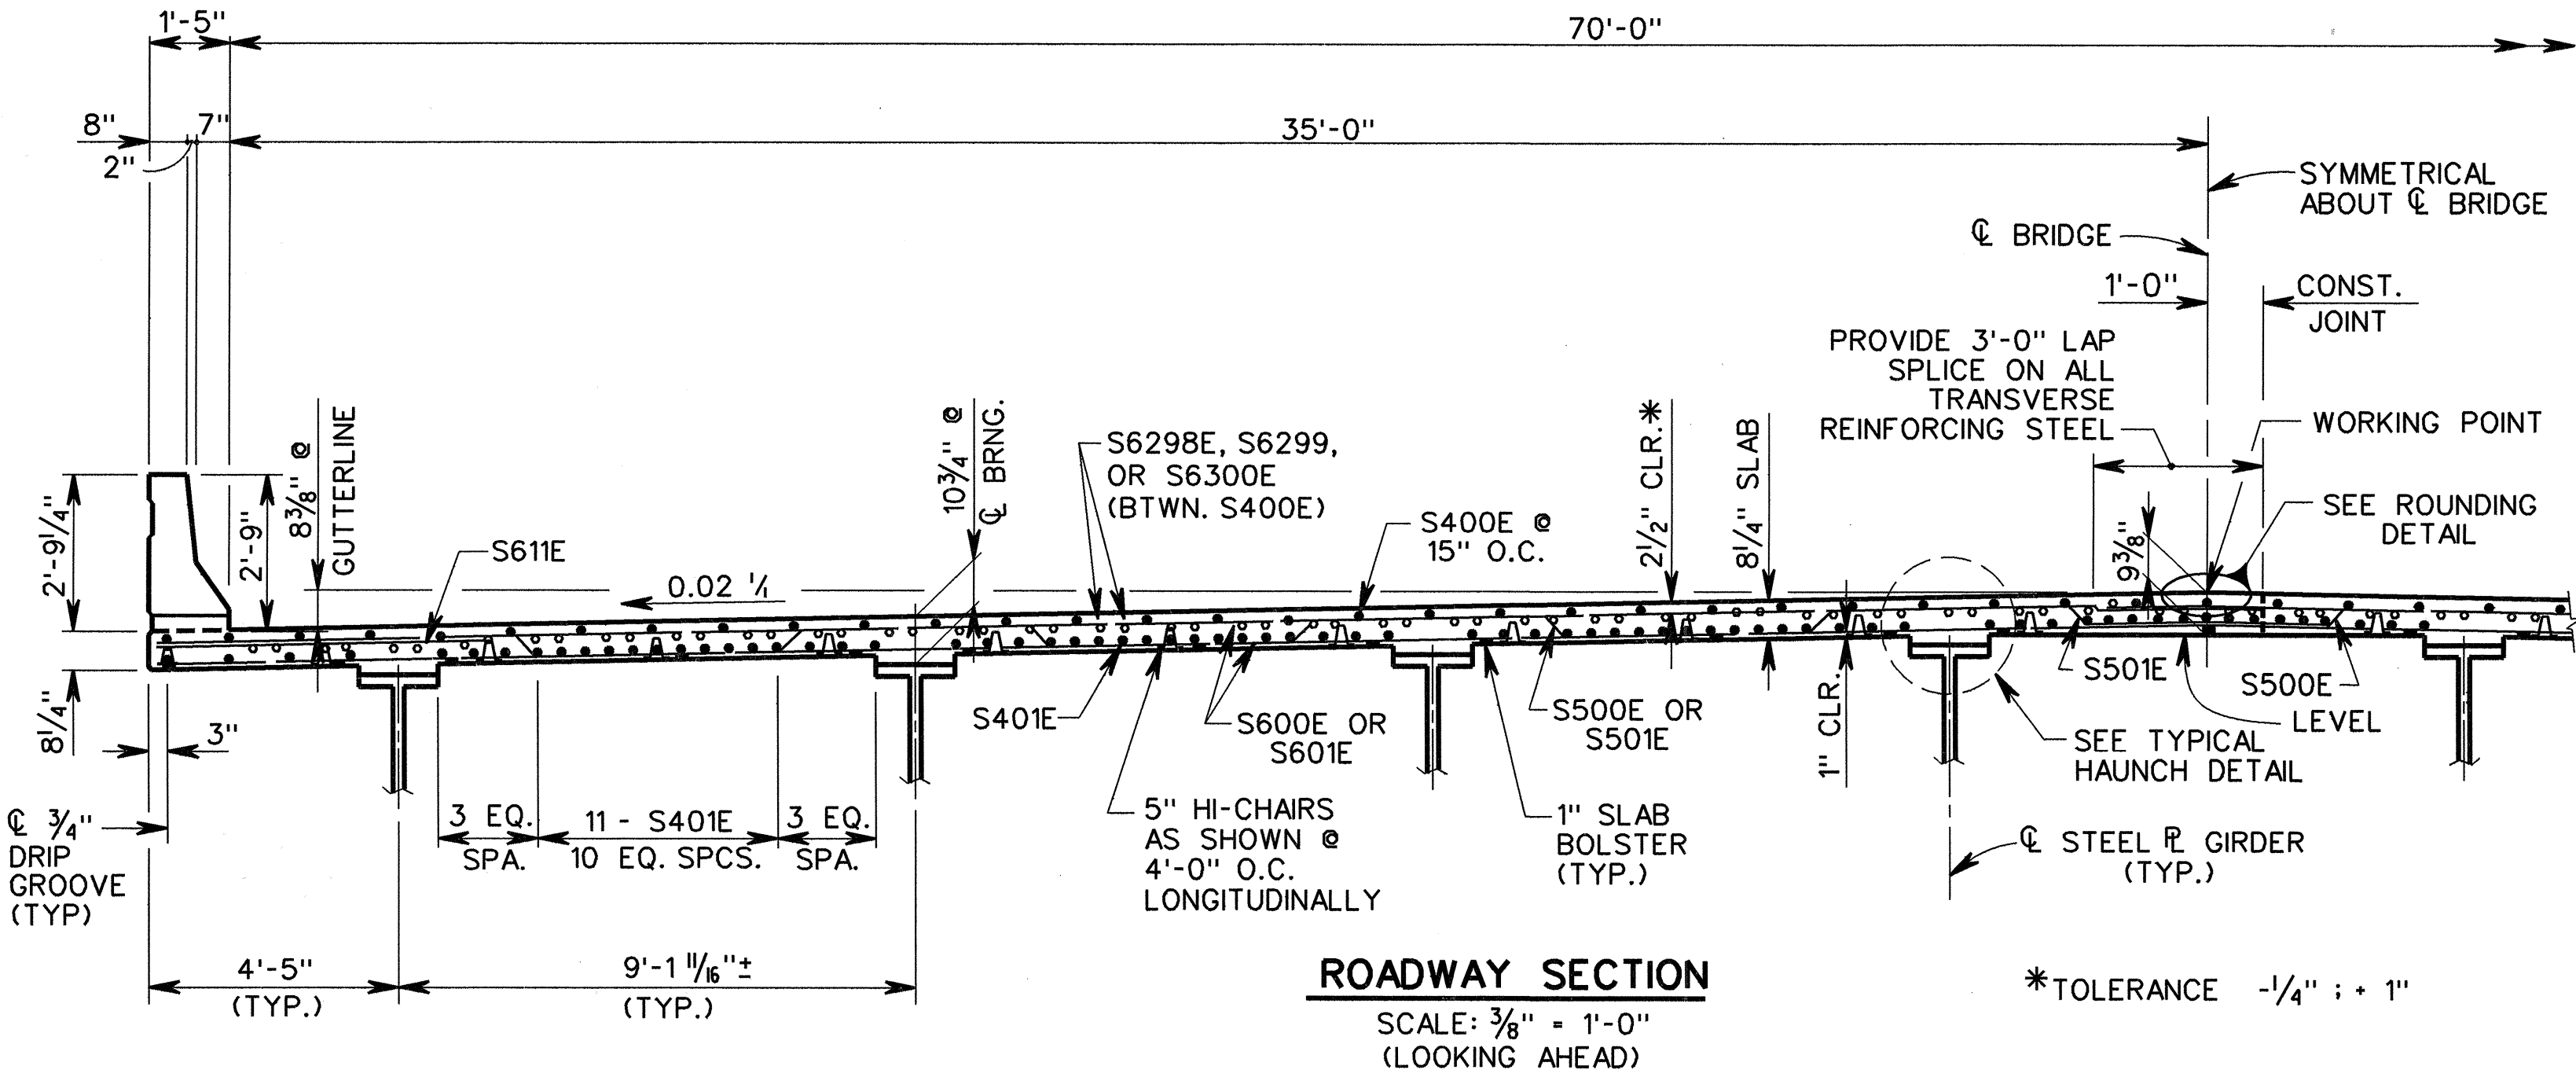 1'-5"
70'-0"
8"
7"
2"
35'-0"
SYMMETRICAL
ABOUT ℄ BRIDGE
℄ BRIDGE
1'-0"
CONST.
JOINT
PROVIDE 3'-0" LAP
SPLICE ON ALL
TRANSVERSE
REINFORCING STEEL
WORKING POINT
SEE ROUNDING
DETAIL
2'-9¼"
2'-9"
8⅜" @
GUTTERLINE
S611E
0.02 ⅟₁
10¾" @
℄ BRNG.
S6298E, S6299,
OR S6300E
(BTWN. S400E)
S400E @
15" O.C.
2½" CLR.*
8¼" SLAB
9⅜"
8¼"
3"
℄ ¾"
DRIP
GROOVE
(TYP)
3 EQ.
SPA.
11 - S401E
10 EQ. SPCS.
3 EQ.
SPA.
S401E
S600E OR
S601E
5" HI-CHAIRS
AS SHOWN @
4'-0" O.C.
LONGITUDINALLY
S500E OR
S501E
1" SLAB
BOLSTER
(TYP.)
1" CLR.
S501E
S500E
LEVEL
SEE TYPICAL
HAUNCH DETAIL
℄ STEEL ⅊ GIRDER
(TYP.)
4'-5"
(TYP.)
9'-1 11/16"±
(TYP.)
ROADWAY SECTION
SCALE: ⅜" = 1'-0"
(LOOKING AHEAD)
*TOLERANCE -¼" ; + 1"